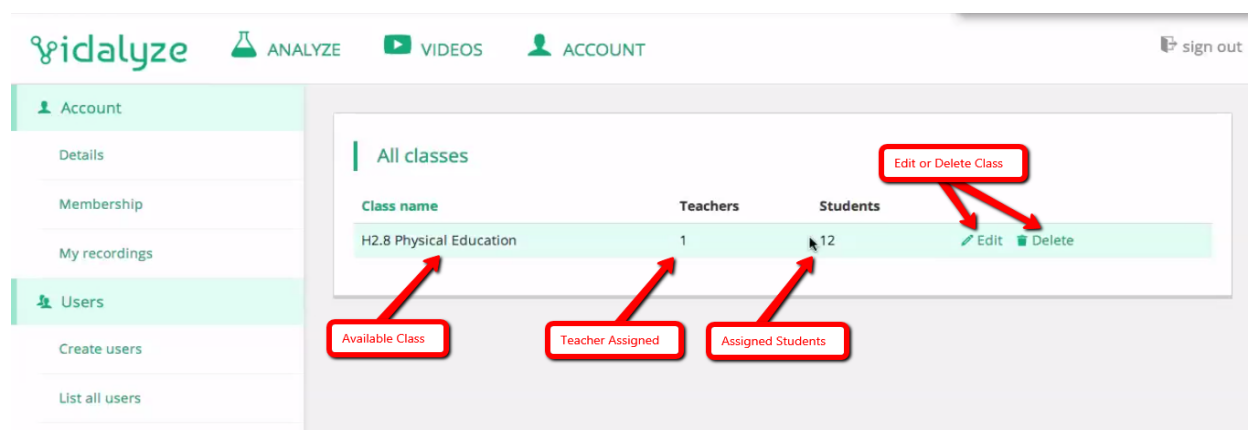 Vidalyze
ANALYZE
VIDEOS
ACCOUNT
sign out
Account
Details
Membership
My recordings
Users
Create users
List all users
All classes
Edit or Delete Class
Class name Teachers Students
H2.8 Physical Education 1 12 Edit Delete
Available Class
Teacher Assigned
Assigned Students